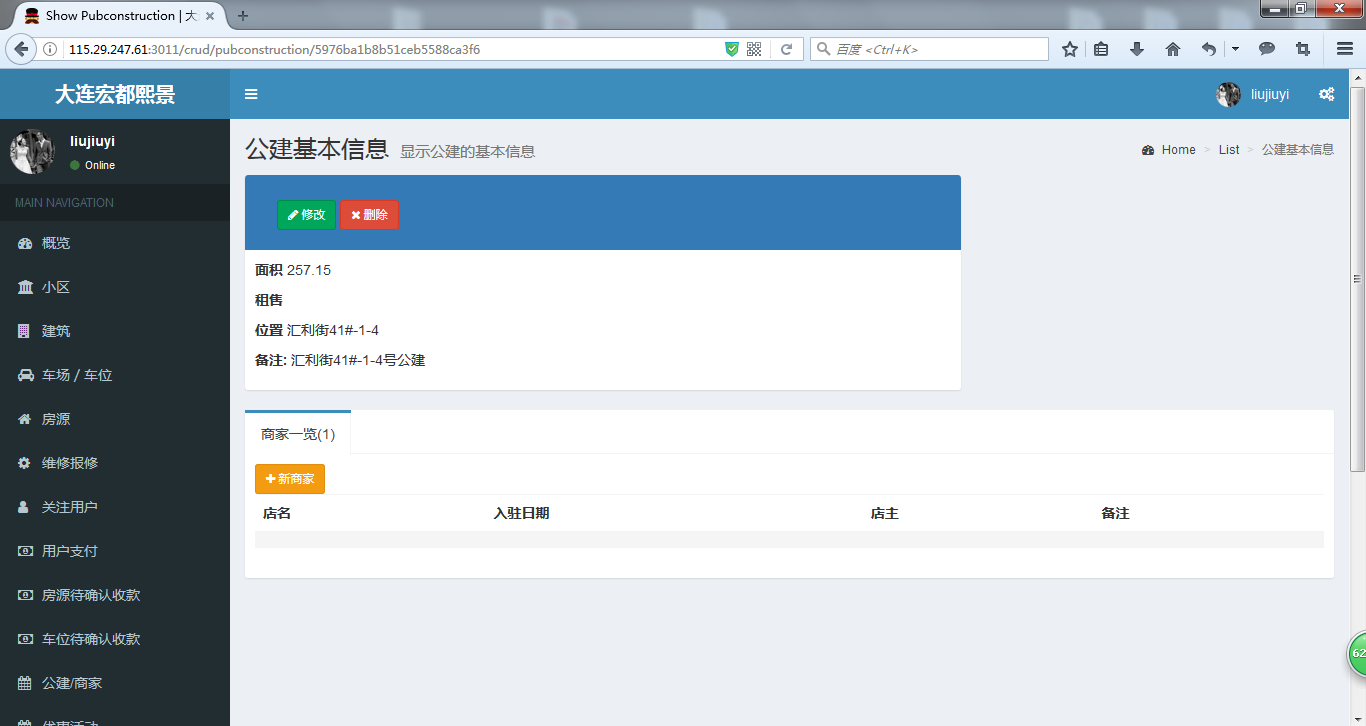 Show Pubconstruction | 大
115.29.247.61:3011/crud/pubconstruction/5976ba1b8b51ceb5588ca3f6
百度 <Ctrl+K>
大连宏都熙景
liujiuyi
liujiuyi
Online
MAIN NAVIGATION
概览
小区
建筑
车场 / 车位
房源
维修报修
关注用户
用户支付
房源待确认收款
车位待确认收款
公建/商家
优惠活动
公建基本信息 显示公建的基本信息
Home > List > 公建基本信息
修改 删除
面积 257.15
租售
位置 汇利街41#-1-4
备注: 汇利街41#-1-4号公建
商家一览(1)
新商家
店名 入驻日期 店主 备注
62